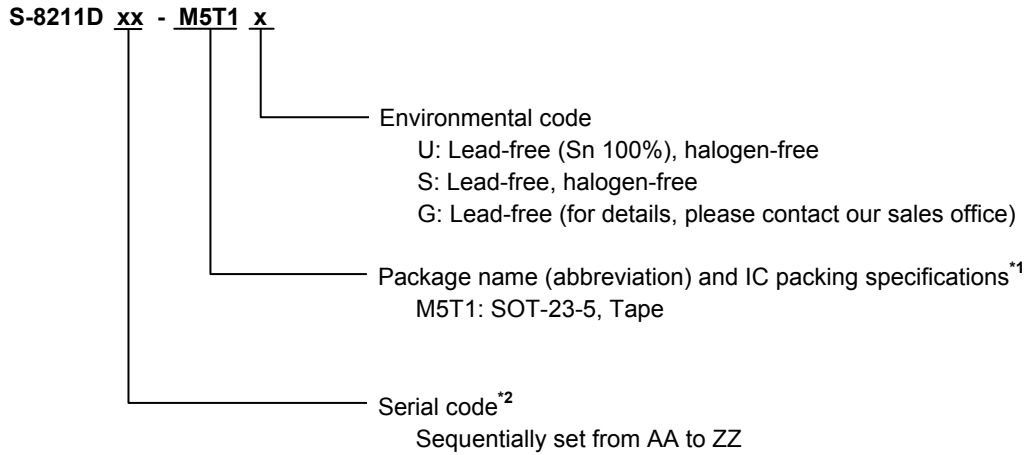 S-8211D xx - M5T1 x
Environmental code
U: Lead-free (Sn 100%), halogen-free
S: Lead-free, halogen-free
G: Lead-free (for details, please contact our sales office)
Package name (abbreviation) and IC packing specifications*1
M5T1: SOT-23-5, Tape
Serial code*2
Sequentially set from AA to ZZ